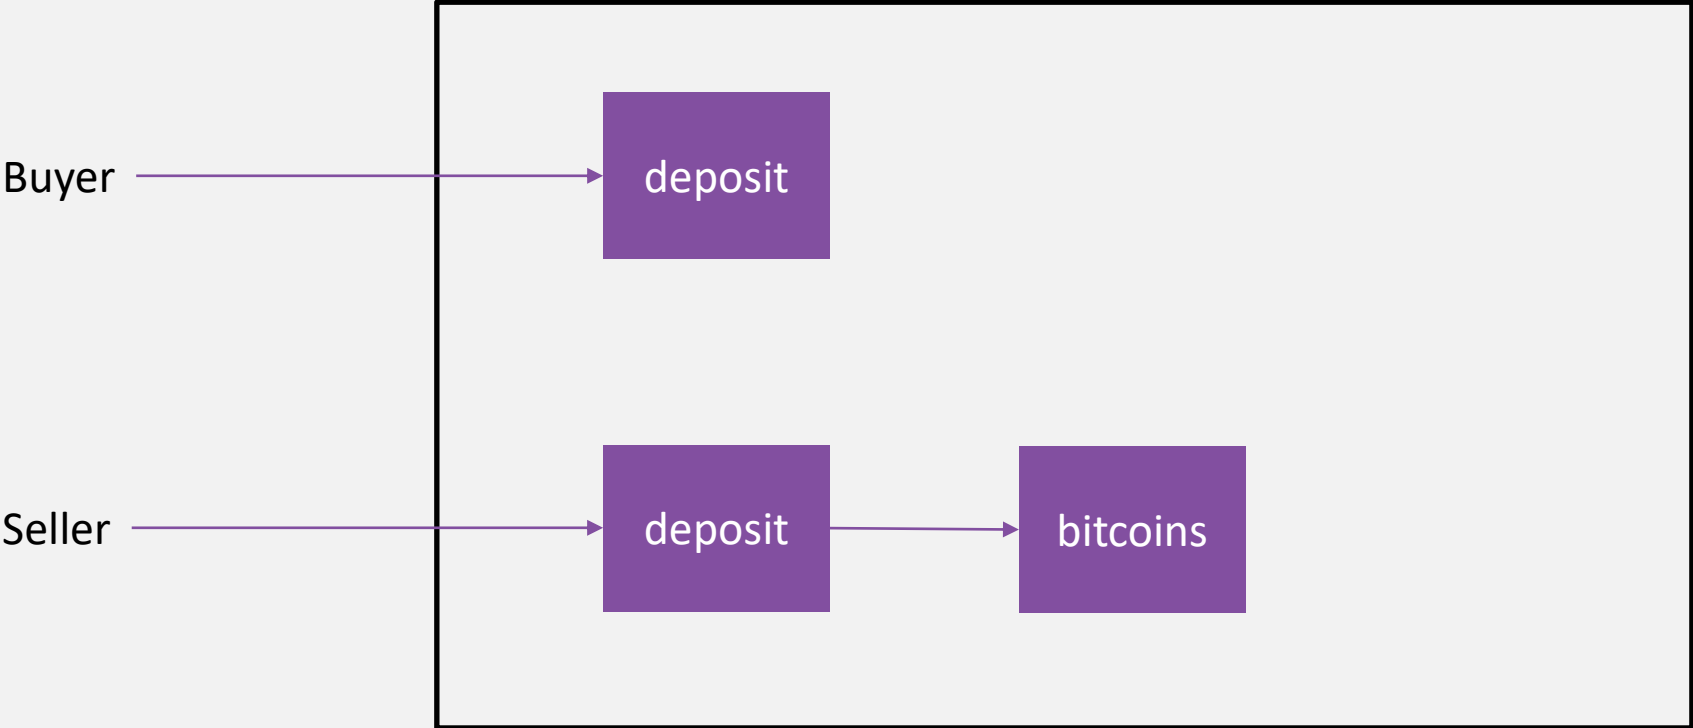 Buyer
deposit
Seller
deposit
bitcoins